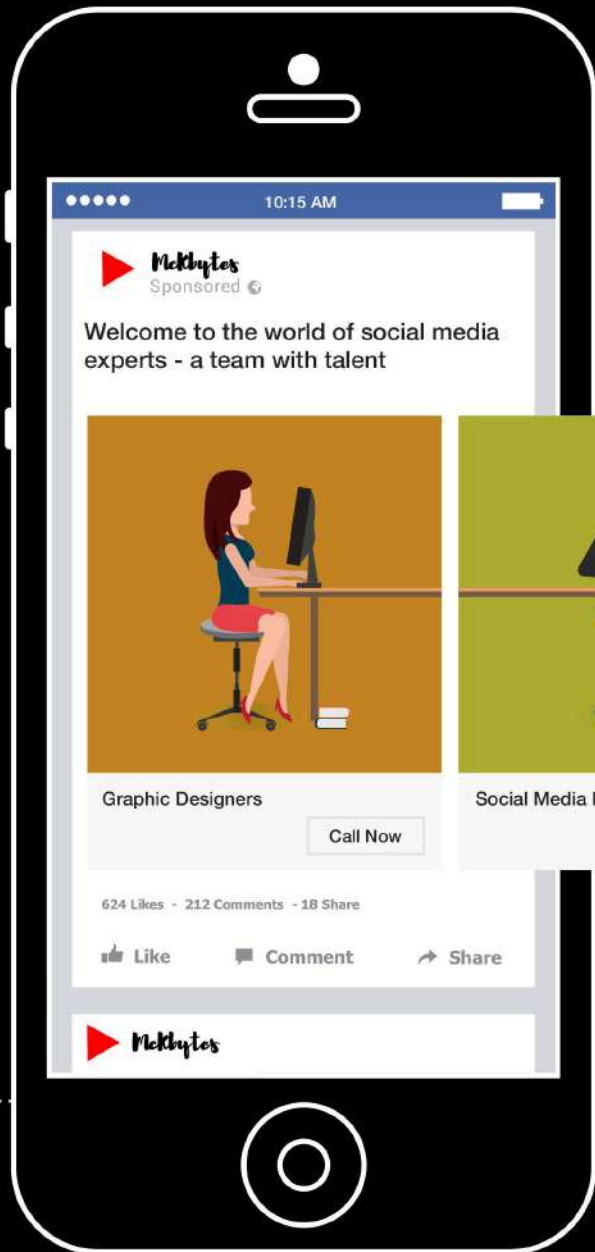 10:15 AM
McKbytes
Sponsored
Welcome to the world of social media
experts - a team with talent
Graphic Designers
Social Media
Call Now
624 Likes - 212 Comments - 18 Share
Like Comment Share
McKbytes